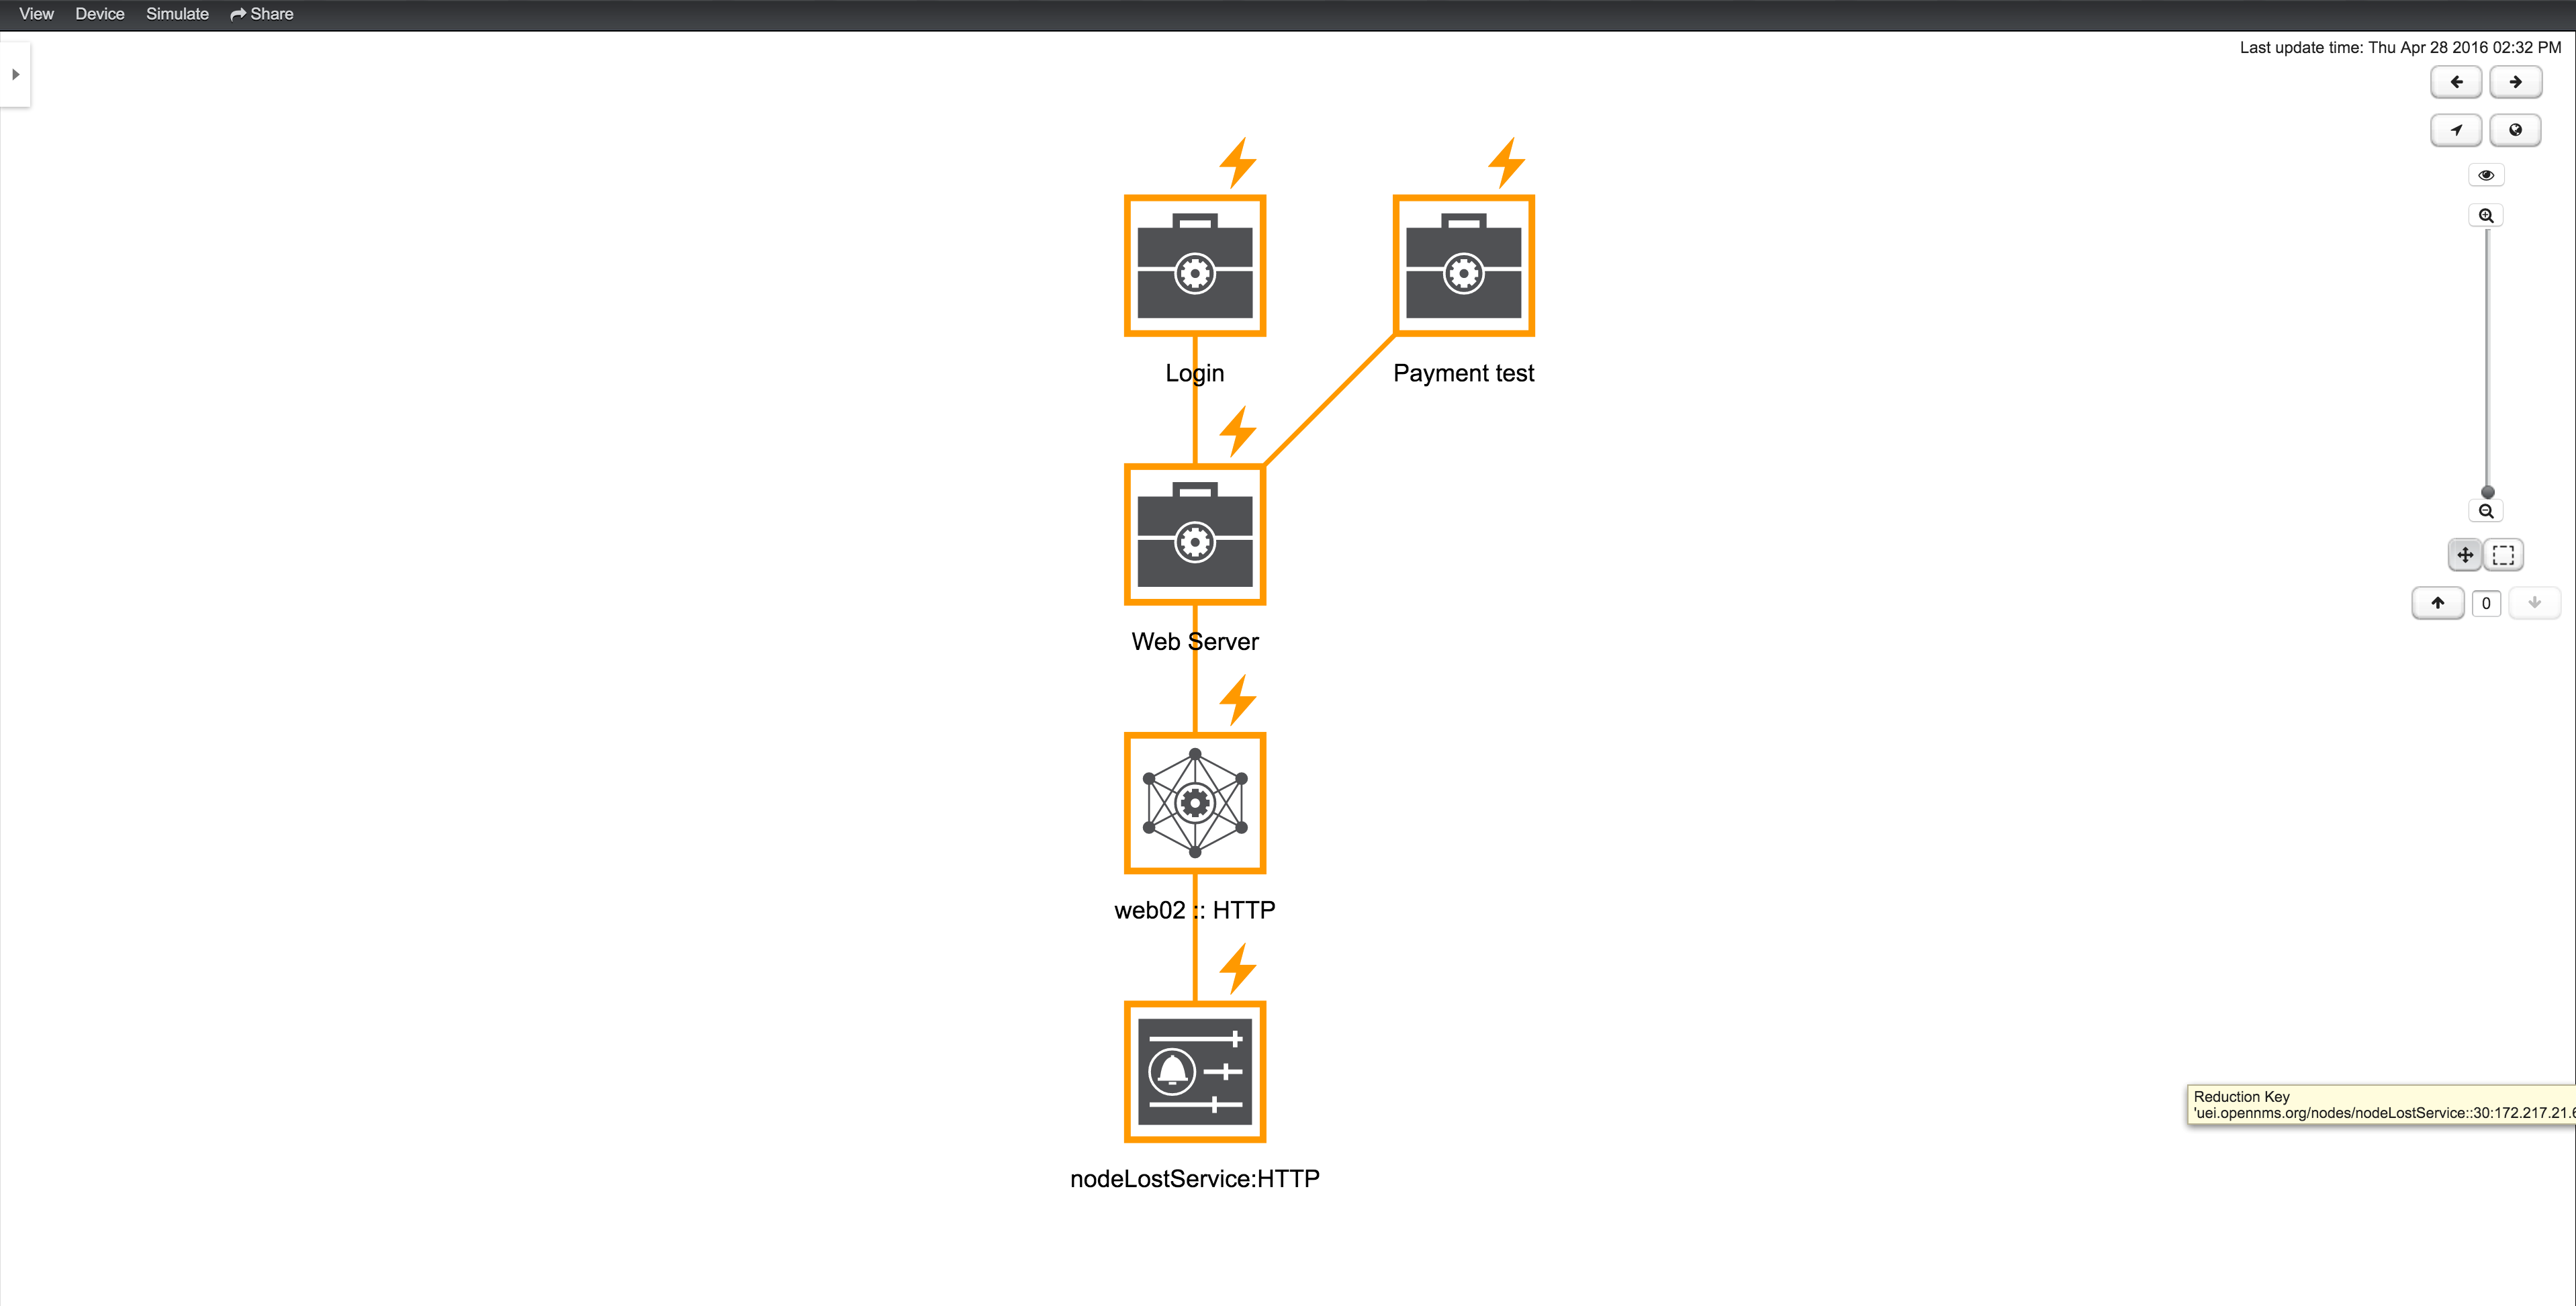 View Device Simulate Share
Last update time: Thu Apr 28 2016 02:32 PM
Login
Payment test
Web Server
0
web02 :: HTTP
Reduction Key
'uei.opennms.org/nodes/nodeLostService::30:172.217.21.6
nodeLostService:HTTP